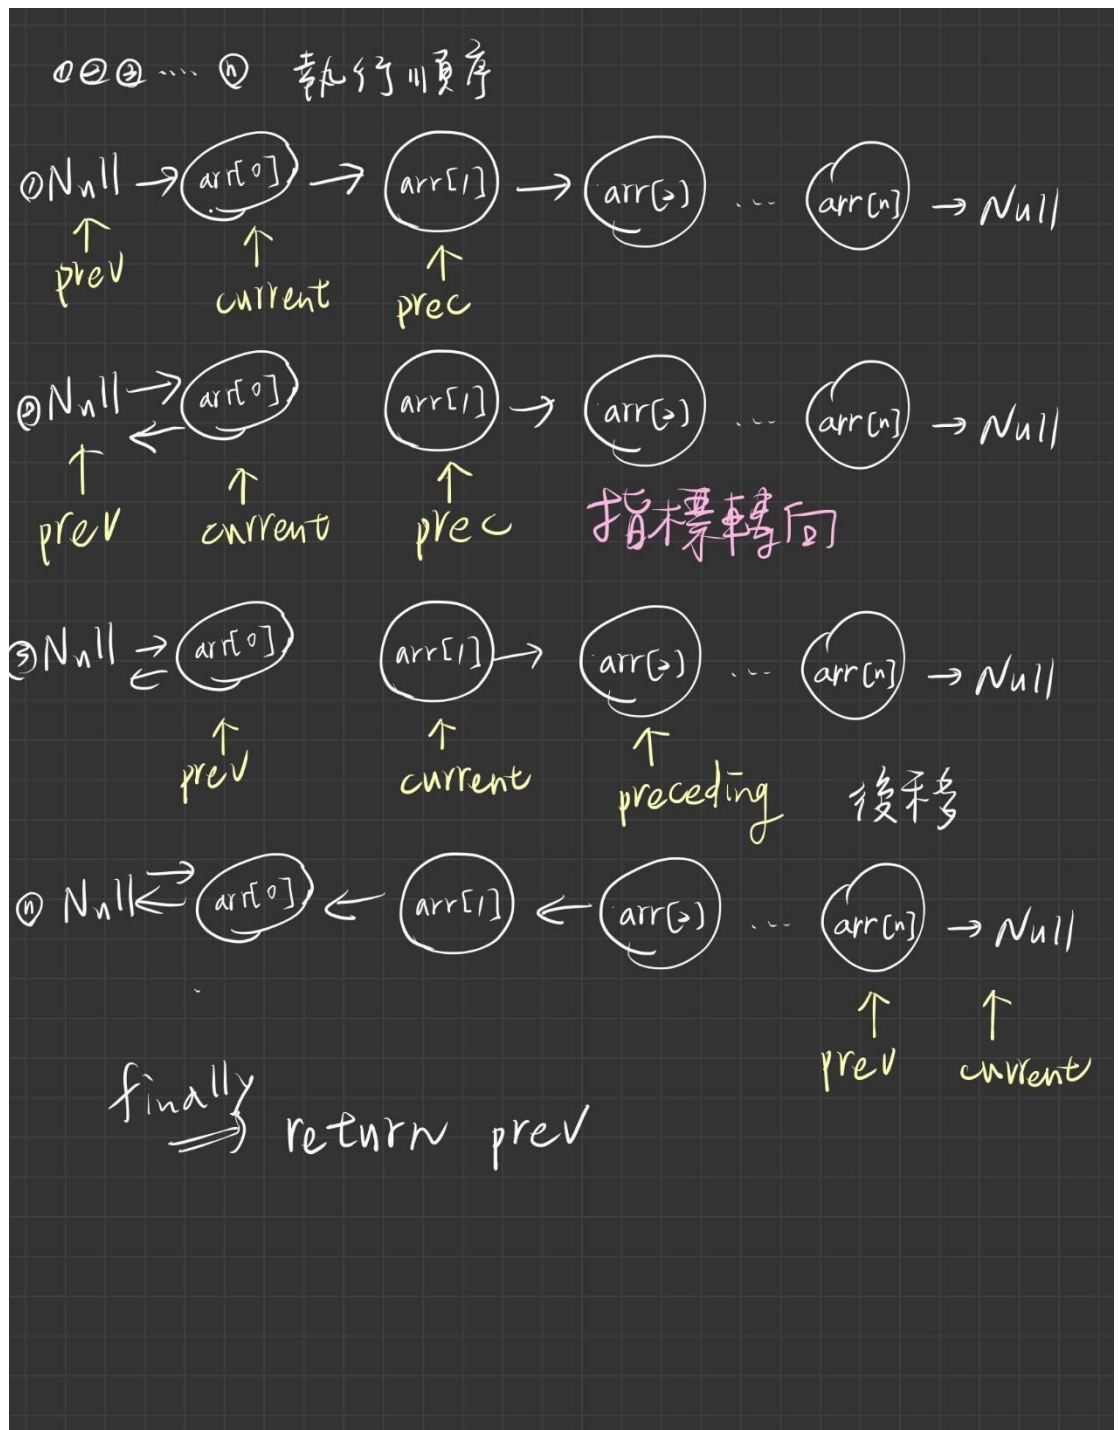 ①②③‥‥ⓝ 執行順序
①Null → arr[0] → arr[1] → arr[2] ... arr[n] → Null
↑ ↑ ↑
prev current prec
②Null → ← arr[0] arr[1] → arr[2] ... arr[n] → Null
↑ ↑ ↑
prev current prec 指標轉向
③Null → ← arr[0] arr[1] → arr[2] ... arr[n] → Null
↑ ↑ ↑
prev current preceding 後移
ⓝ Null → ← arr[0] ← arr[1] ← arr[2] ... arr[n] → Null
↑ ↑
prev current
finally
⇒ return prev